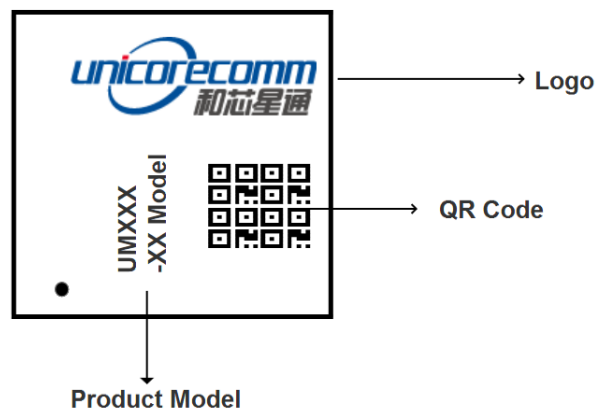 unicorecomm
和芯星通
Logo
UMXXX
-XX Model
QR Code
Product Model